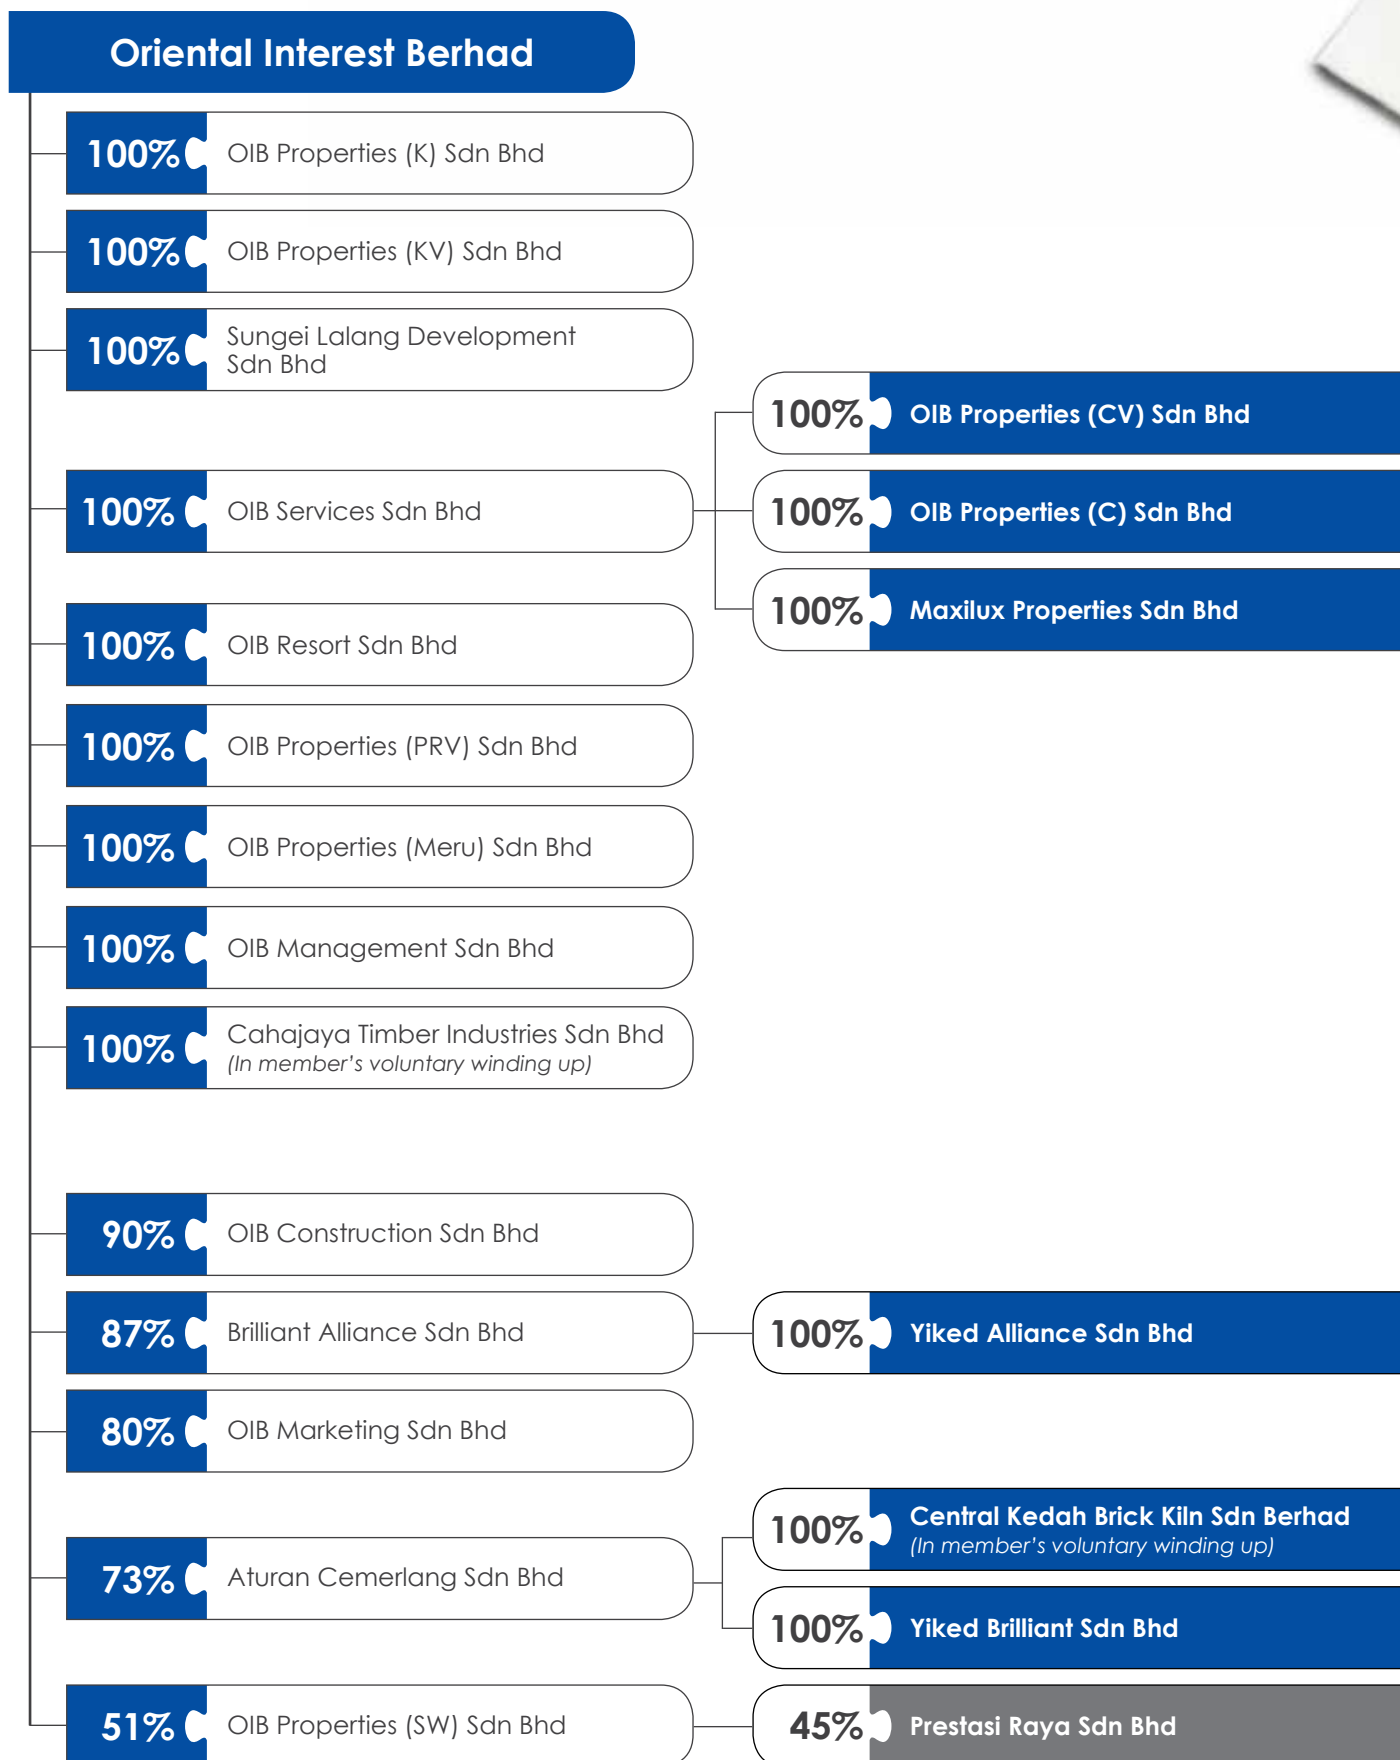 Oriental Interest Berhad
100% OIB Properties (K) Sdn Bhd
100% OIB Properties (KV) Sdn Bhd
100% Sungei Lalang Development
Sdn Bhd
100% OIB Services Sdn Bhd
100% OIB Properties (CV) Sdn Bhd
100% OIB Properties (C) Sdn Bhd
100% Maxilux Properties Sdn Bhd
100% OIB Resort Sdn Bhd
100% OIB Properties (PRV) Sdn Bhd
100% OIB Properties (Meru) Sdn Bhd
100% OIB Management Sdn Bhd
100% Cahajaya Timber Industries Sdn Bhd
(In member's voluntary winding up)
90% OIB Construction Sdn Bhd
87% Brilliant Alliance Sdn Bhd
100% Yiked Alliance Sdn Bhd
80% OIB Marketing Sdn Bhd
73% Aturan Cemerlang Sdn Bhd
100% Central Kedah Brick Kiln Sdn Berhad
(In member's voluntary winding up)
100% Yiked Brilliant Sdn Bhd
51% OIB Properties (SW) Sdn Bhd
45% Prestasi Raya Sdn Bhd